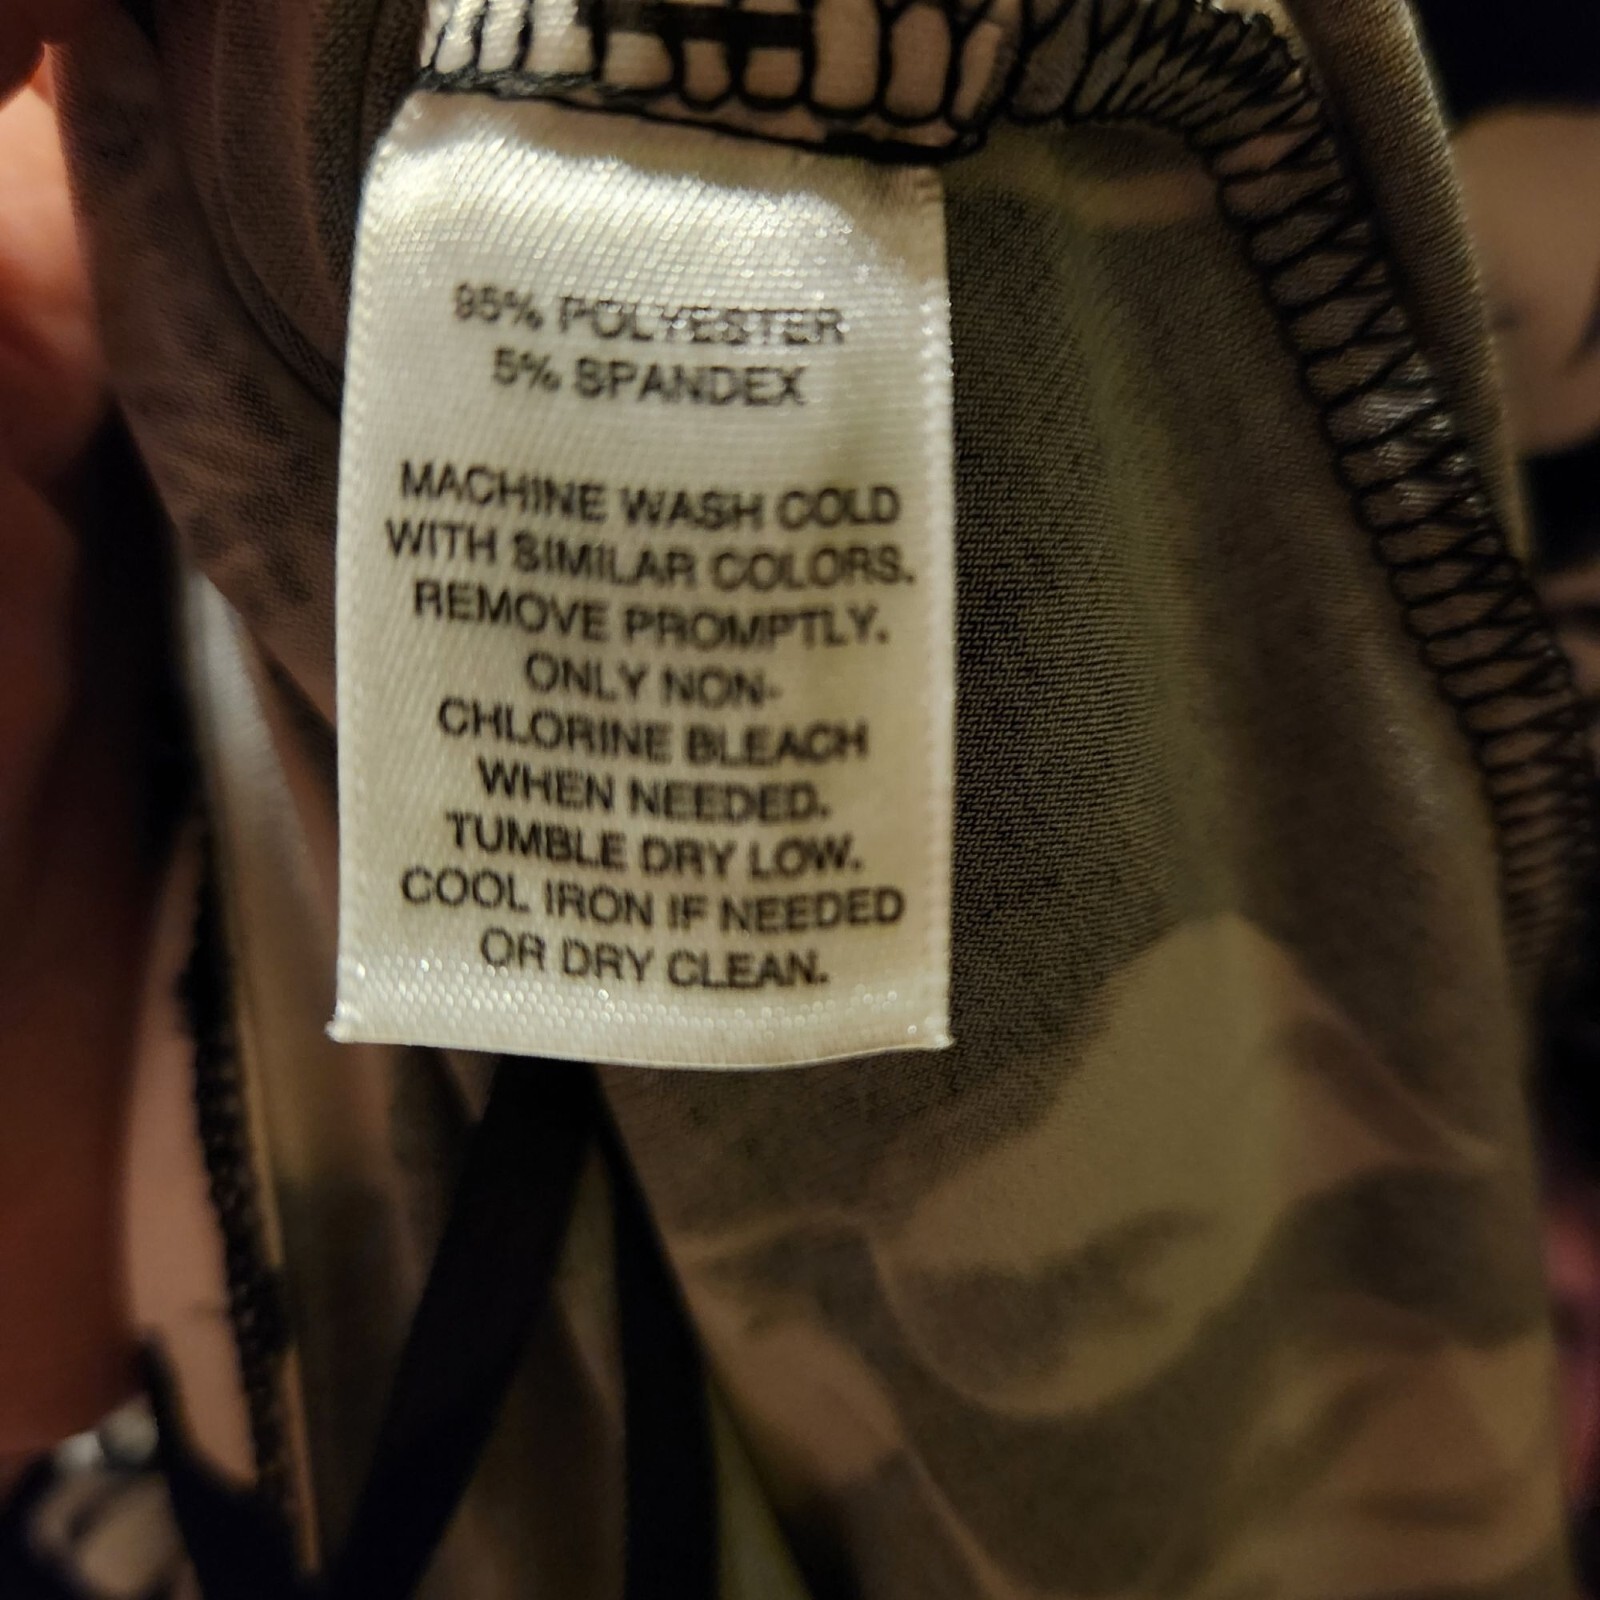 95% POLYESTER
5% SPANDEX
MACHINE WASH COLD
WITH SIMILAR COLORS.
REMOVE PROMPTLY.
ONLY NON-
CHLORINE BLEACH
WHEN NEEDED.
TUMBLE DRY LOW.
COOL IRON IF NEEDED
OR DRY CLEAN.